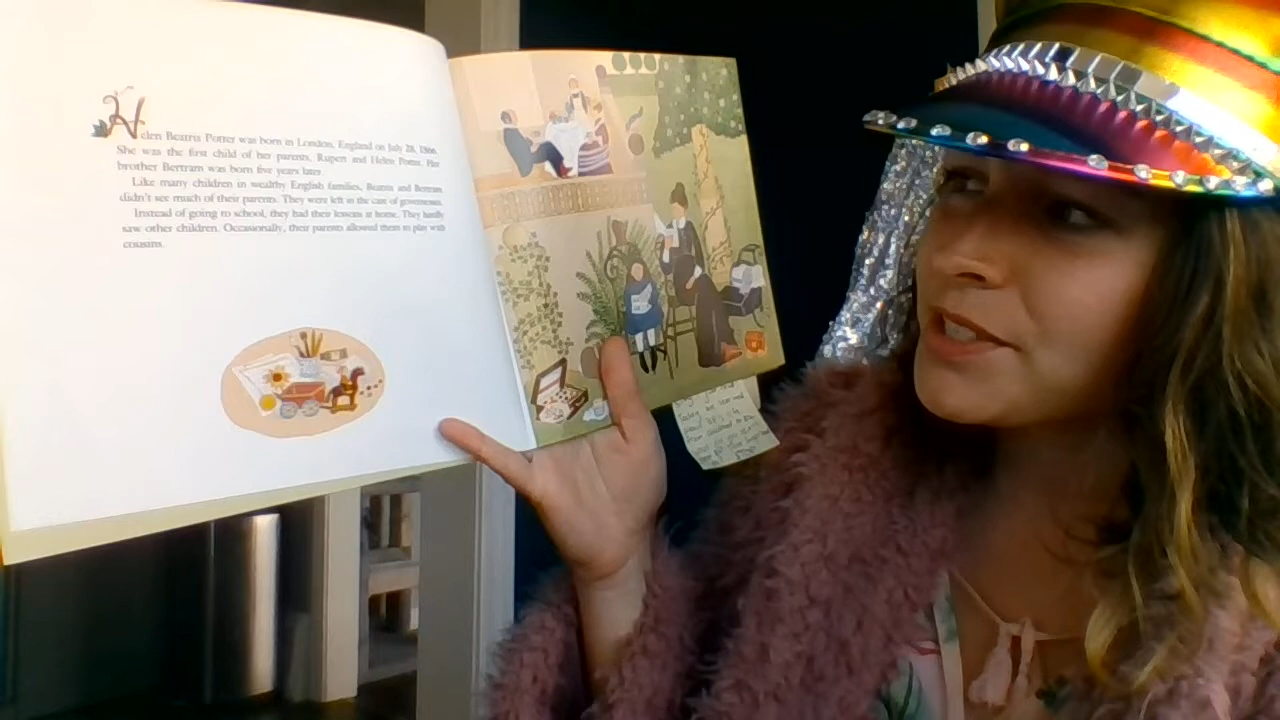 Helen Beatrix Potter was born in London, England on July 28, 1866.
She was the first child of her parents, Rupert and Helen Potter. Her
brother Bertram was born five years later.
Like many children in wealthy English families, Beatrix and Bertram
didn't see much of their parents. They were left in the care of governesses.
Instead of going to school, they had their lessons at home. They hardly
saw other children. Occasionally, their parents allowed them to play with
cousins.
Today we learned